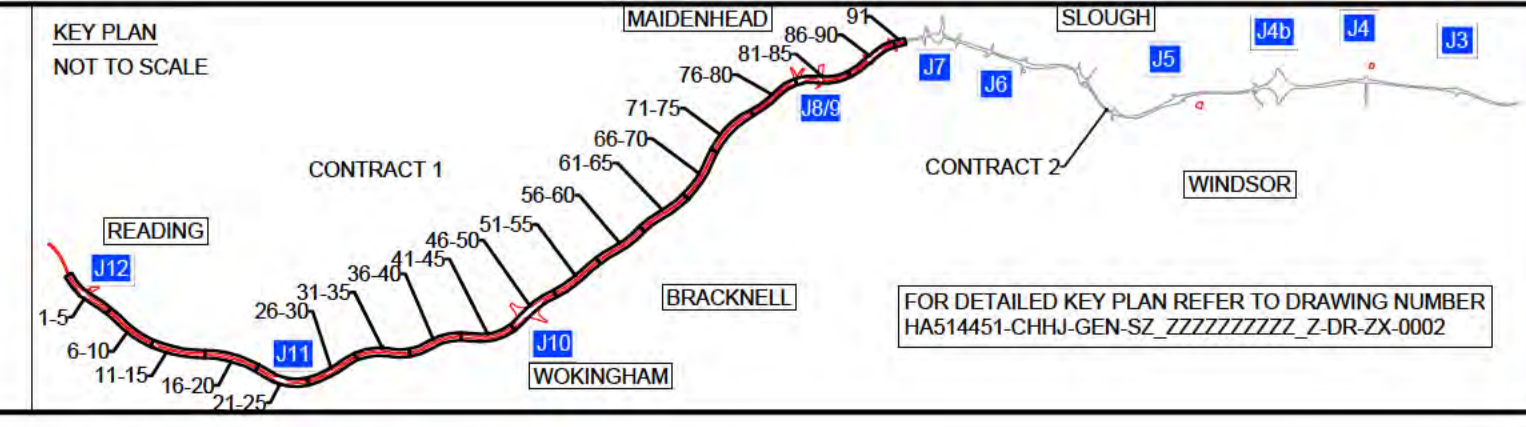 KEY PLAN
NOT TO SCALE
MAIDENHEAD
91
SLOUGH
J4b
J4
J3
86-90
81-85
J7
J6
J5
76-80
J8/9
71-75
66-70
61-65
CONTRACT 1
CONTRACT 2
WINDSOR
56-60
51-55
READING
46-50
41-45
J12
36-40
31-35
26-30
BRACKNELL
FOR DETAILED KEY PLAN REFER TO DRAWING NUMBER
HA514451-CHHJ-GEN-SZ_ZZZZZZZZZZ_Z-DR-ZX-0002
1-5
6-10
J11
J10
11-15
16-20
WOKINGHAM
21-25